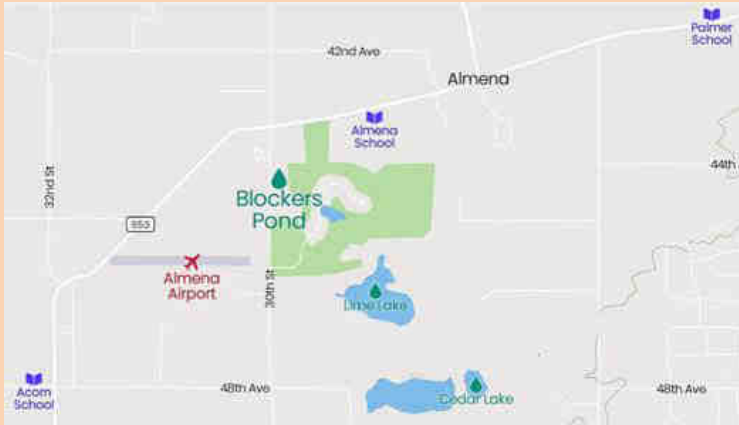 Palmer
School
42nd Ave
Almena
Almena
School
44th
32nd St
Blockers
Pond
653
Almena
Airport
30th St
Lime Lake
Acorn
School
48th Ave
Cedar Lake
48th Ave